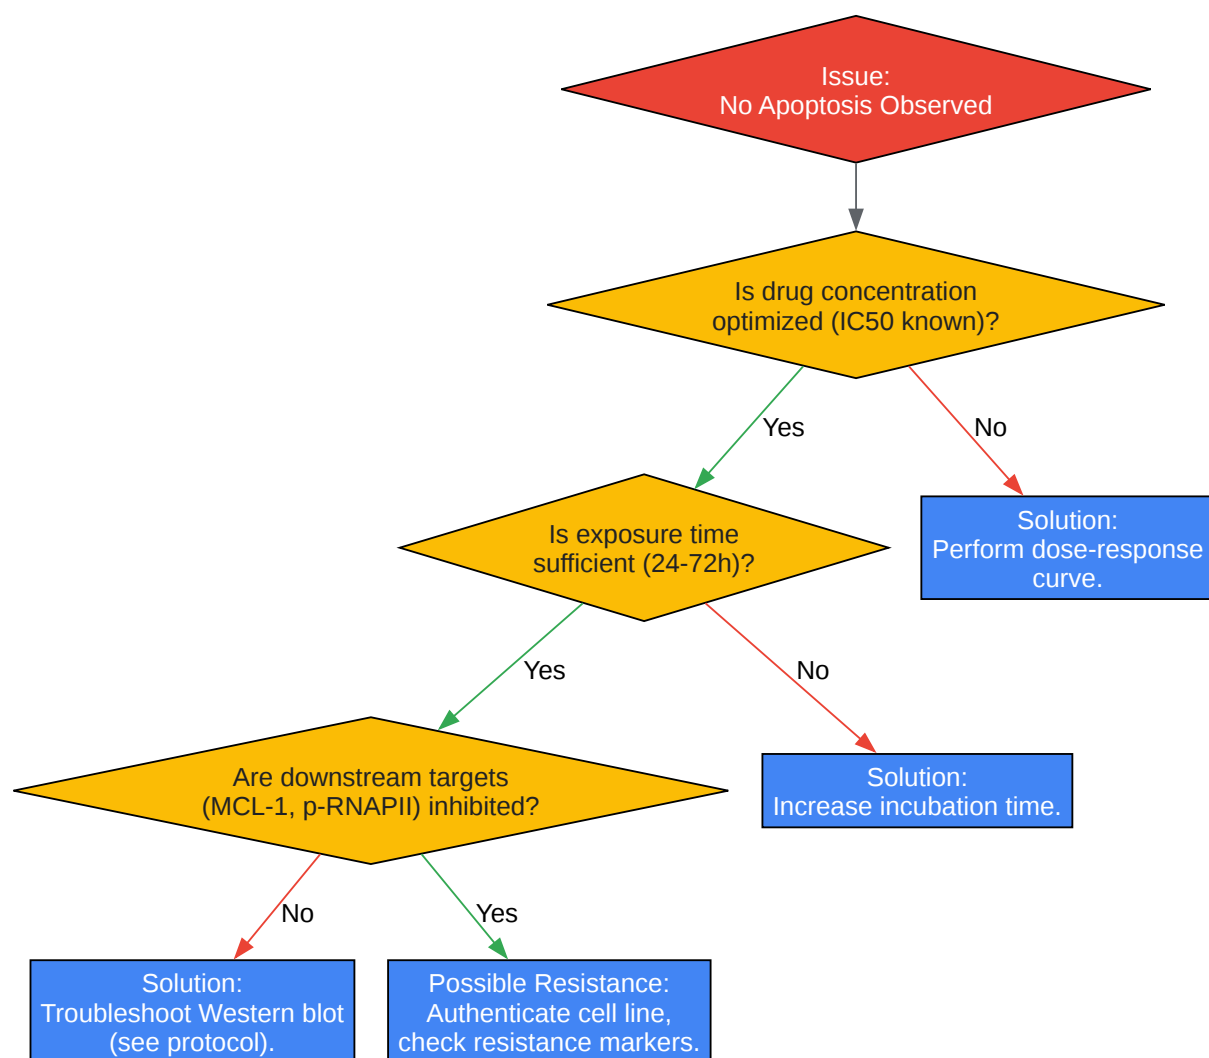 Issue:
No Apoptosis Observed
Is drug concentration
optimized (IC50 known)?
Yes
No
Is exposure time
sufficient (24-72h)?
Solution:
Perform dose-response
curve.
Yes
No
Are downstream targets
(MCL-1, p-RNAPII) inhibited?
Solution:
Increase incubation time.
No
Yes
Solution:
Troubleshoot Western blot
(see protocol).
Possible Resistance:
Authenticate cell line,
check resistance markers.